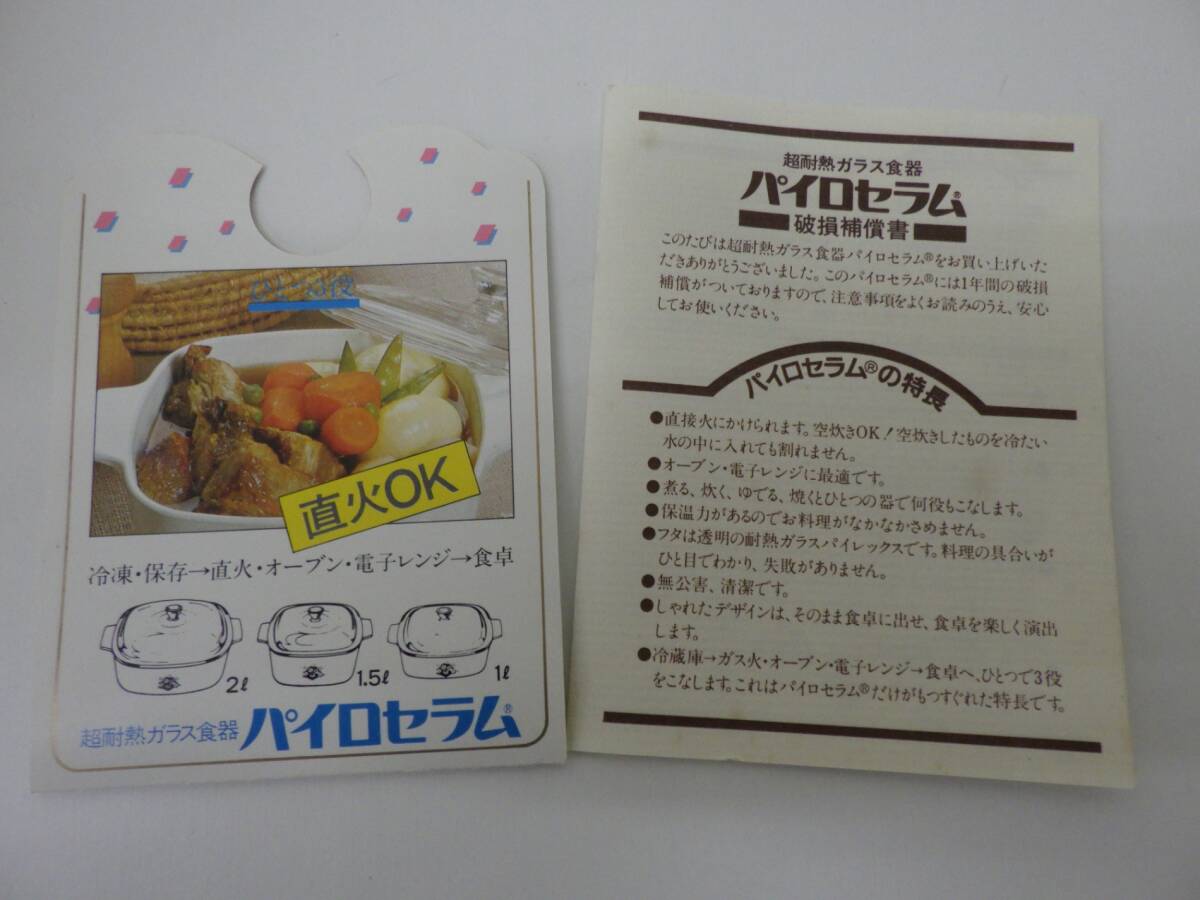 ひとつ3役
直火OK
冷凍・保存→直火・オーブン・電子レンジ→食卓
2ℓ
1.5ℓ
1ℓ
超耐熱ガラス食器 パイロセラム®
超耐熱ガラス食器
パイロセラム®
破損補償書
このたびは超耐熱ガラス食器パイロセラム®をお買い上げいた
だきありがとうございました。このパイロセラム®には1年間の破損
補償がついておりますので、注意事項をよくお読みのうえ、安心
してお使いください。
パイロセラム®の特長
●直接火にかけられます。空炊きOK!空炊きしたものを冷たい
水の中に入れても割れません。
●オーブン・電子レンジに最適です。
●煮る、炊く、ゆでる、焼くとひとつの器で何役もこなします。
●保温力があるのでお料理がなかなかさめません。
●フタは透明の耐熱ガラスパイレックスです。料理の具合いが
ひと目でわかり、失敗がありません。
●無公害、清潔です。
●しゃれたデザインは、そのまま食卓に出せ、食卓を楽しく演出
します。
●冷蔵庫→ガス火・オーブン・電子レンジ→食卓へ、ひとつで3役
をこなします。これはパイロセラム®だけがもつすぐれた特長です。